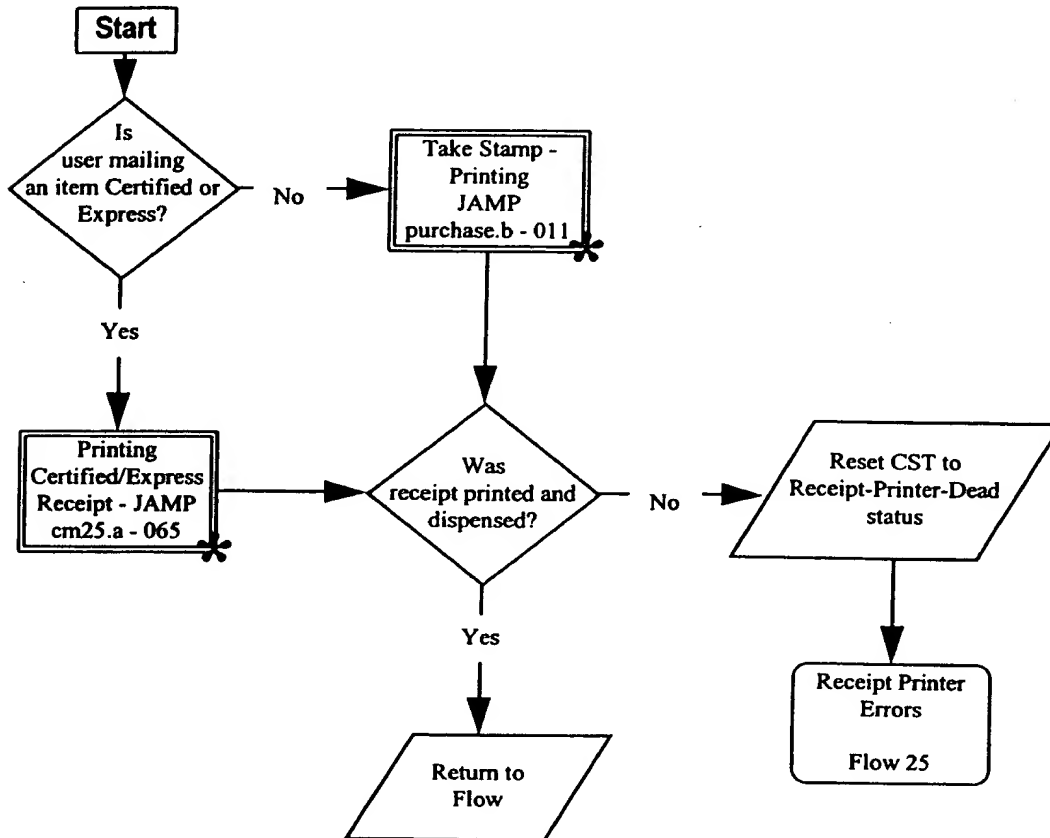 Start
Is
user mailing
an item Certified or
Express?
No
Take Stamp -
Printing
JAMP
purchase.b - 011
Yes
Printing
Certified/Express
Receipt - JAMP
cm25.a - 065
Was
receipt printed and
dispensed?
No
Reset CST to
Receipt-Printer-Dead
status
Yes
Receipt Printer
Errors
Flow 25
Return to
Flow